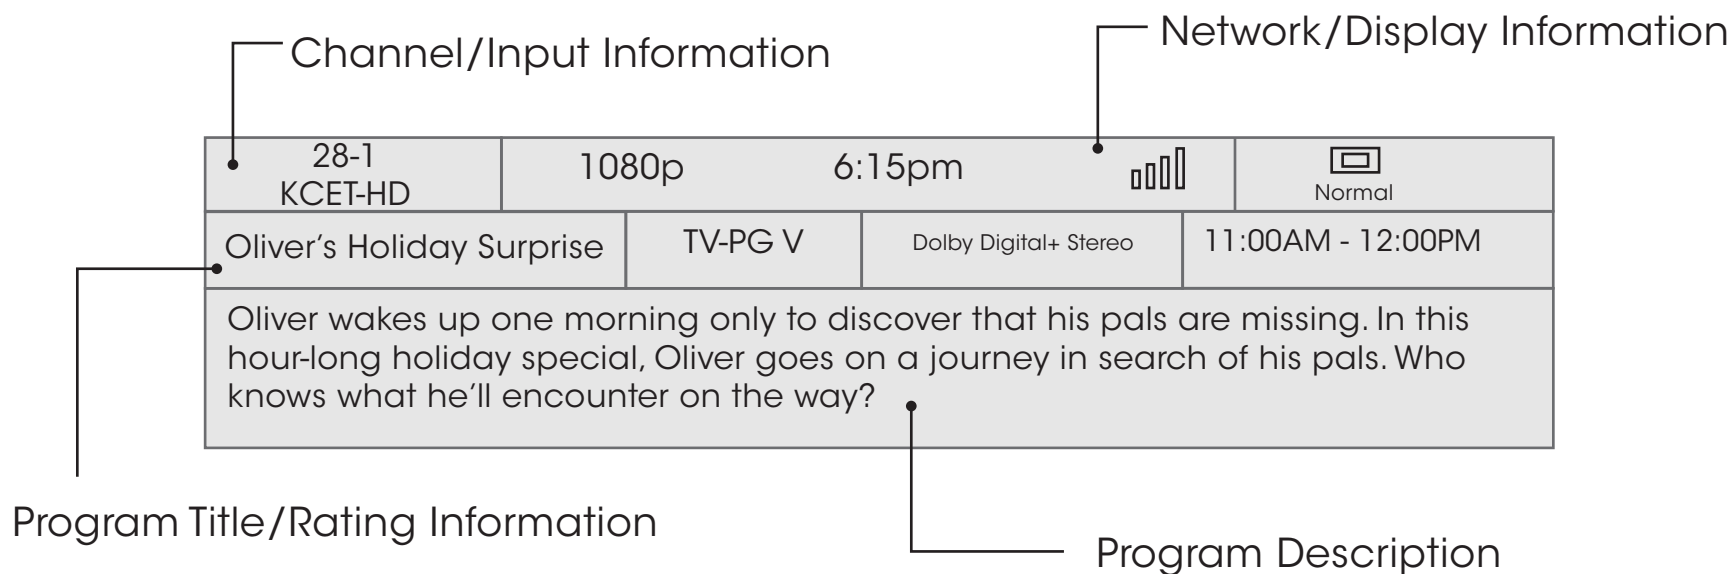 Channel/Input Information
Network/Display Information
28-1
KCET-HD
1080p
6:15pm
Normal
Oliver’s Holiday Surprise
TV-PG V
Dolby Digital+ Stereo
11:00AM - 12:00PM
Oliver wakes up one morning only to discover that his pals are missing. In this
hour-long holiday special, Oliver goes on a journey in search of his pals. Who
knows what he’ll encounter on the way?
Program Title/Rating Information
Program Description